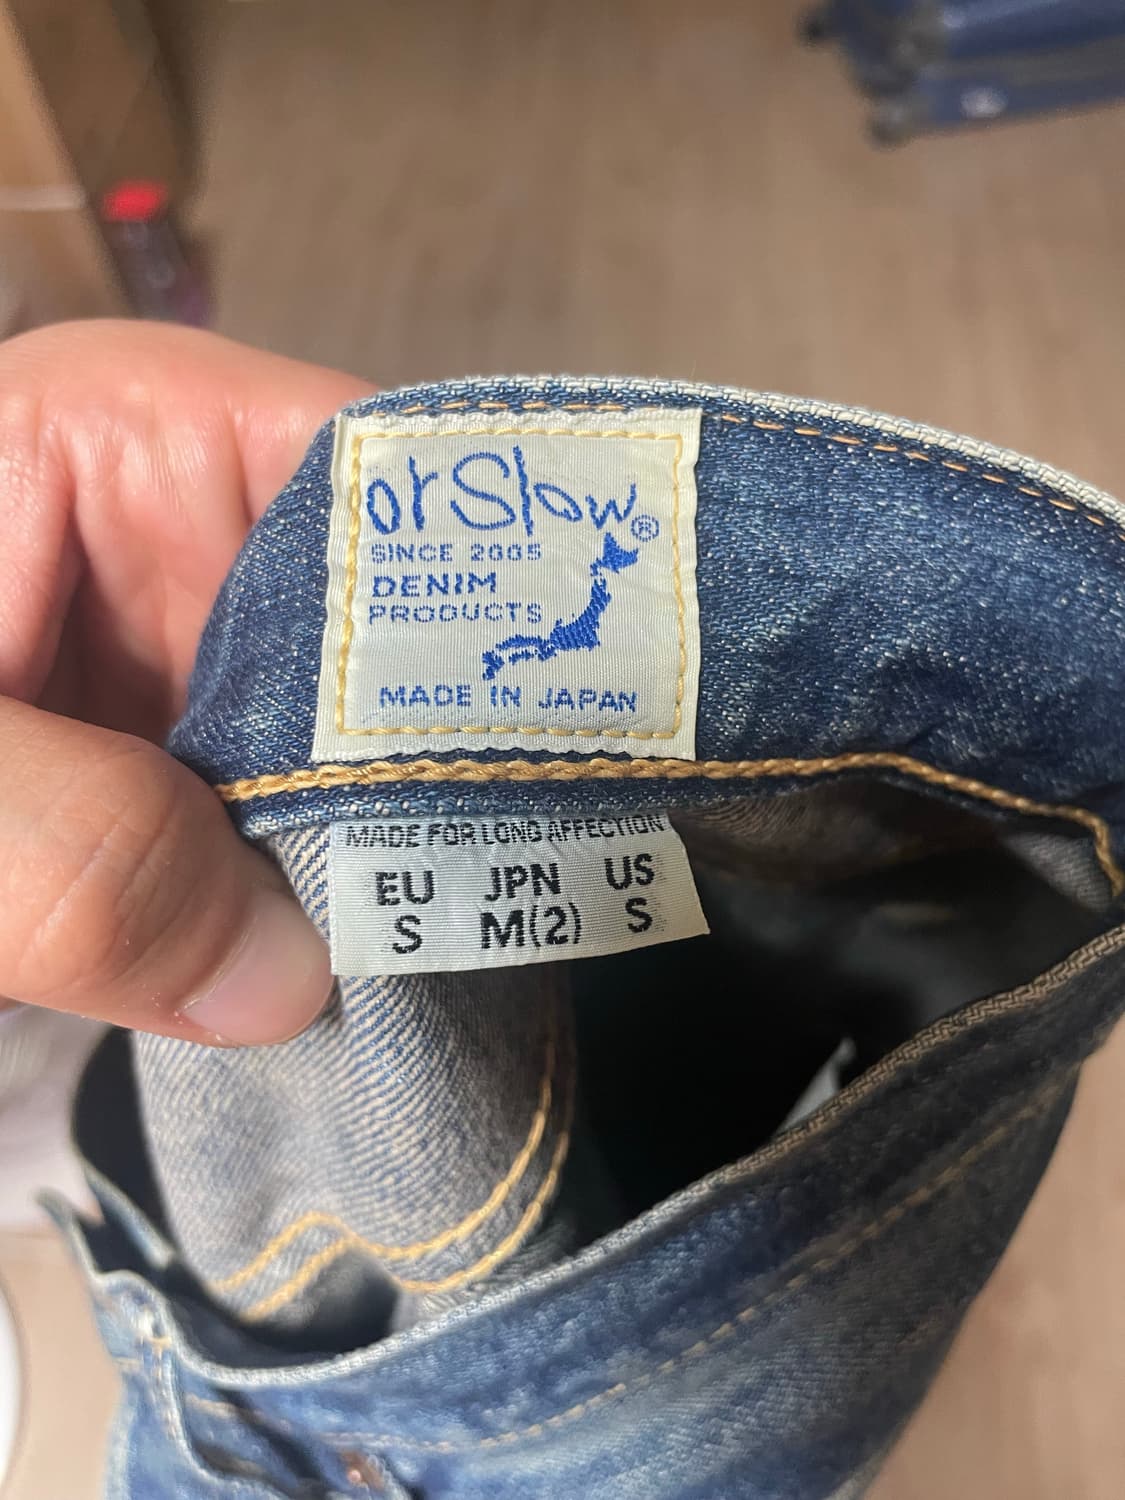 orSlow®
SINCE 2005
DENIM
PRODUCTS
MADE IN JAPAN
MADE FOR LONG AFFECTION
EU JPN US
S M(2) S